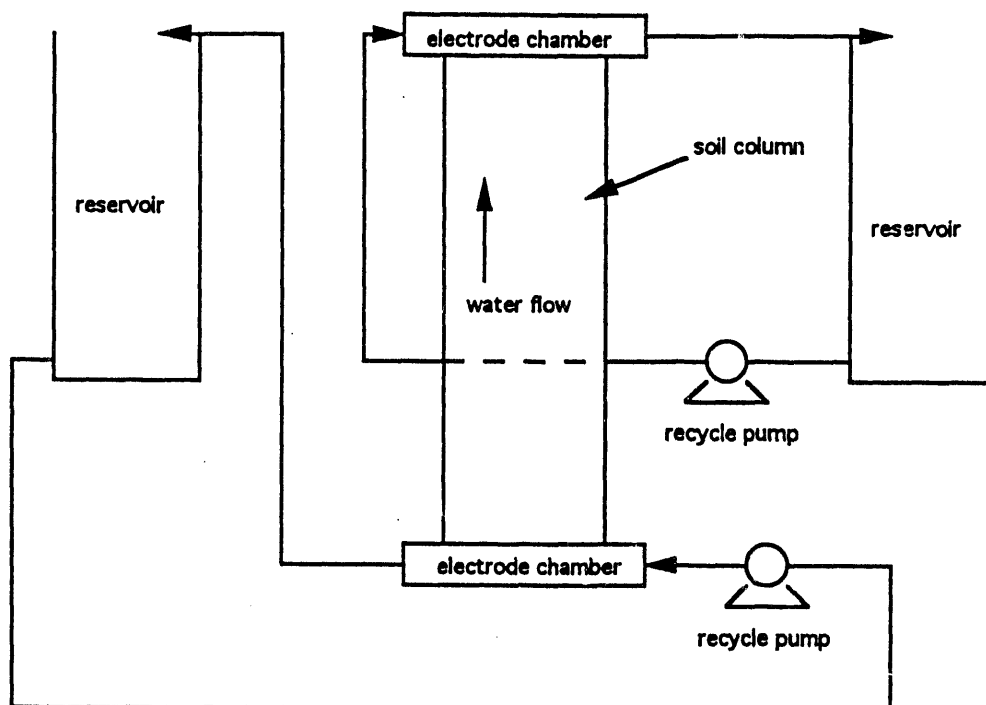 electrode chamber
soil column
reservoir
reservoir
water flow
recycle pump
electrode chamber
recycle pump